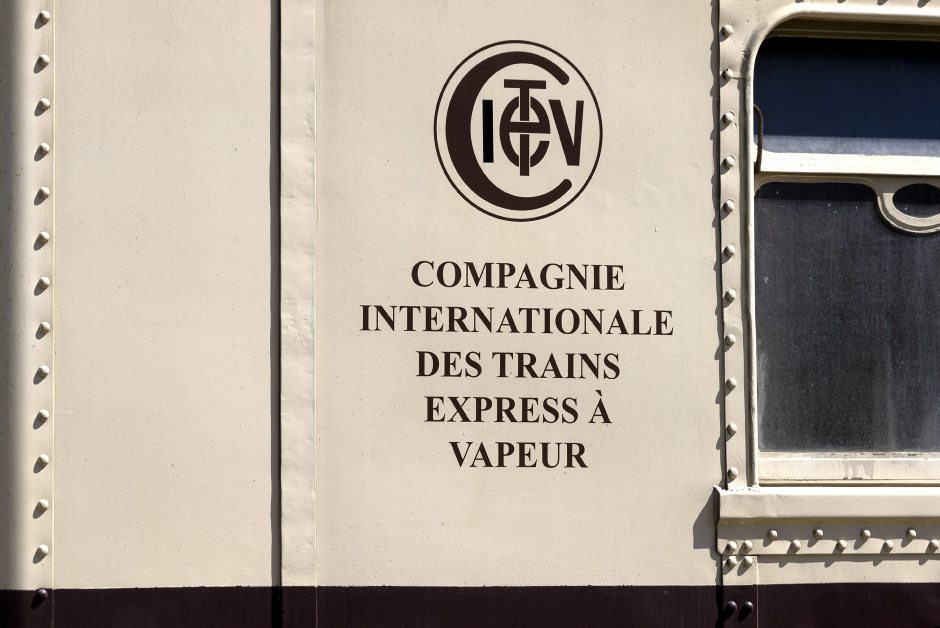 CITEV
COMPAGNIE
INTERNATIONALE
DES TRAINS
EXPRESS À
VAPEUR